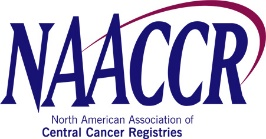 NAACCR
North American Association of
Central Cancer Registries